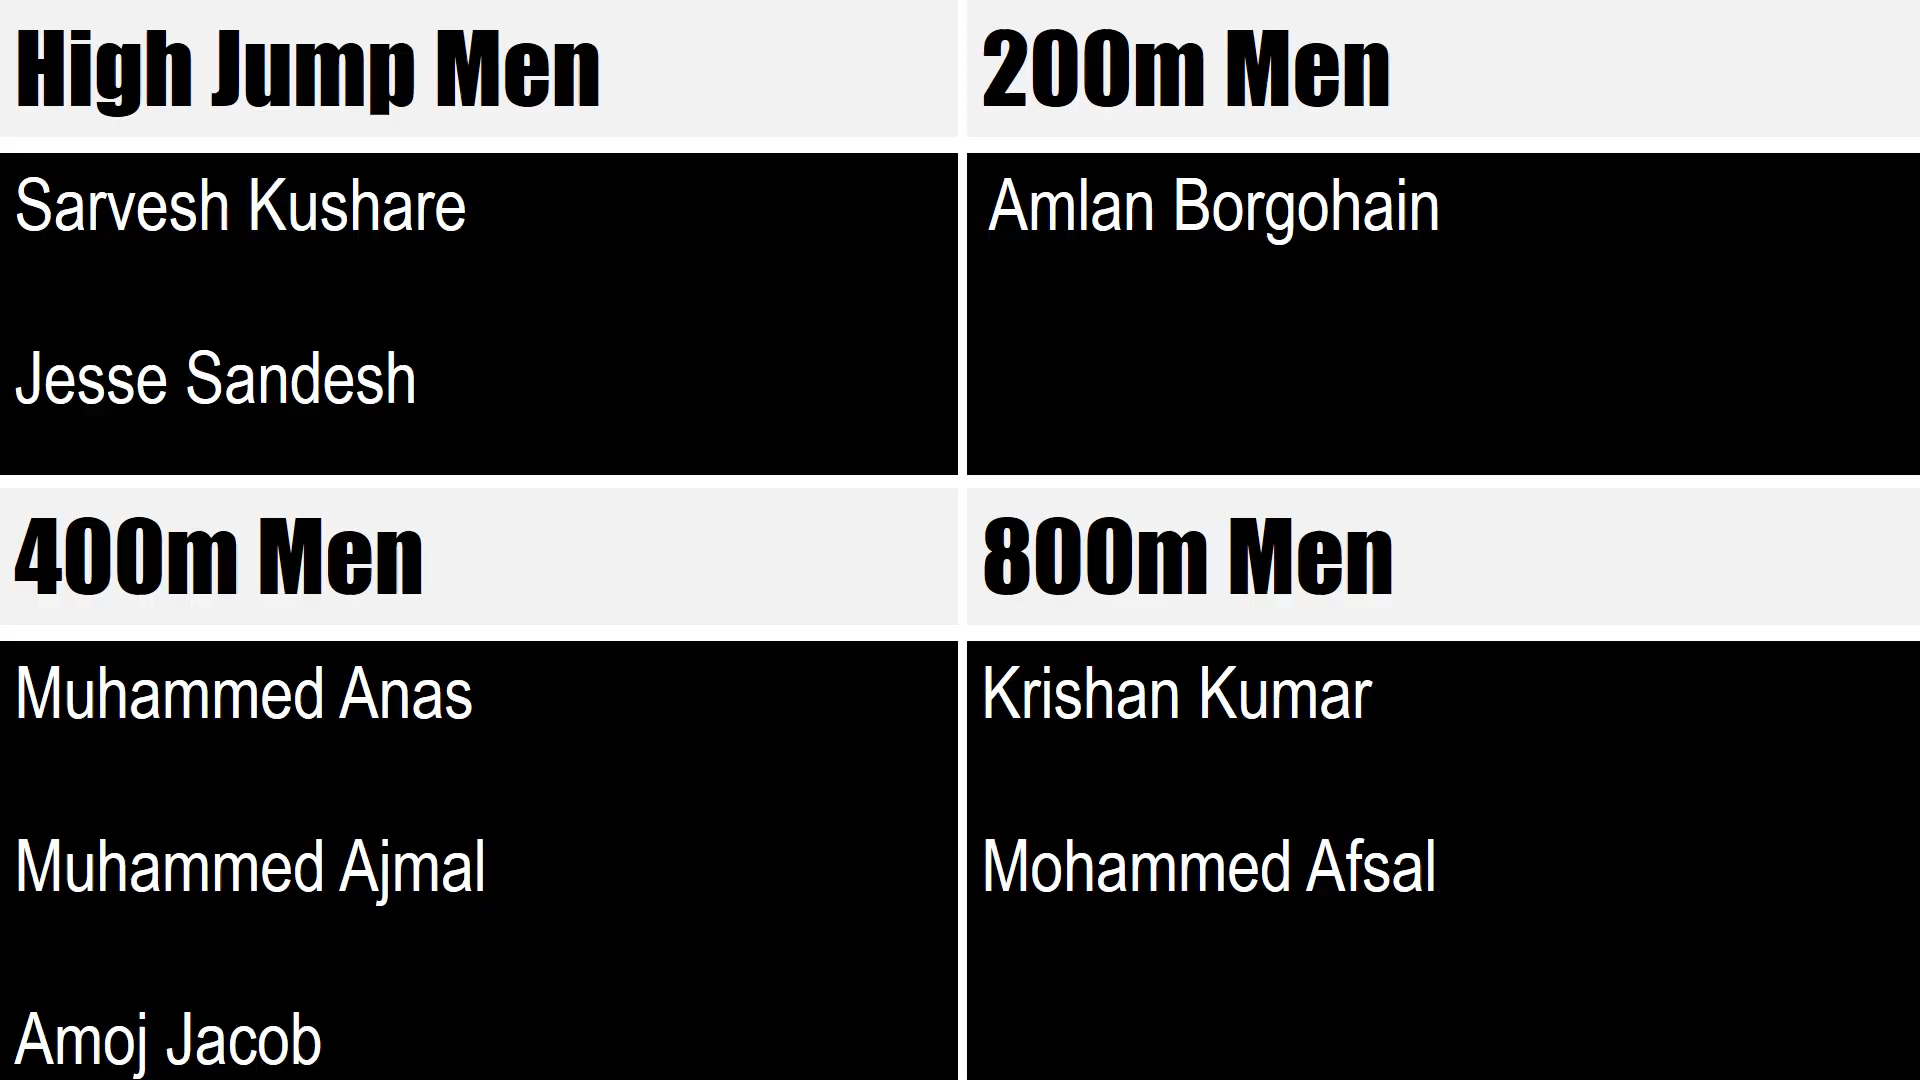 High Jump Men
Sarvesh Kushare
Jesse Sandesh
200m Men
Amlan Borgohain
400m Men
Muhammed Anas
Muhammed Ajmal
Amoj Jacob
800m Men
Krishan Kumar
Mohammed Afsal